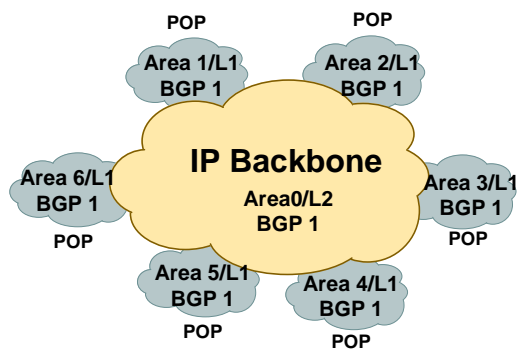 POP
POP
Area 1/L1
BGP 1
Area 2/L1
BGP 1
IP Backbone
Area0/L2
BGP 1
Area 6/L1
BGP 1
POP
Area 3/L1
BGP 1
POP
Area 5/L1
BGP 1
POP
Area 4/L1
BGP 1
POP